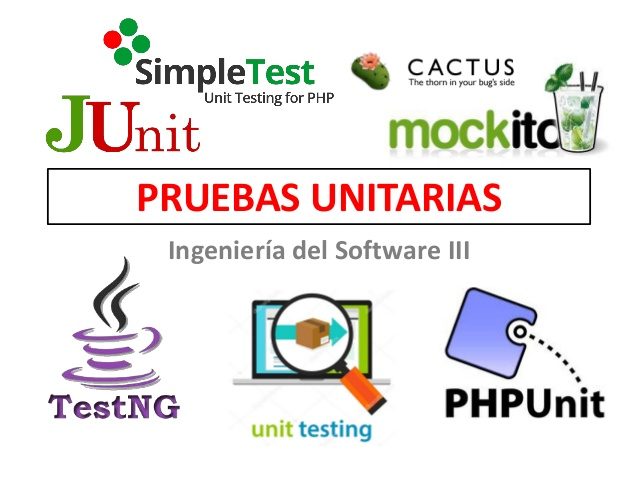 SimpleTest
Unit Testing for PHP
JUnit
CACTUS
The thorn in your bug's side
mockito
PRUEBAS UNITARIAS
Ingeniería del Software III
TestNG
unit testing
PHPUnit